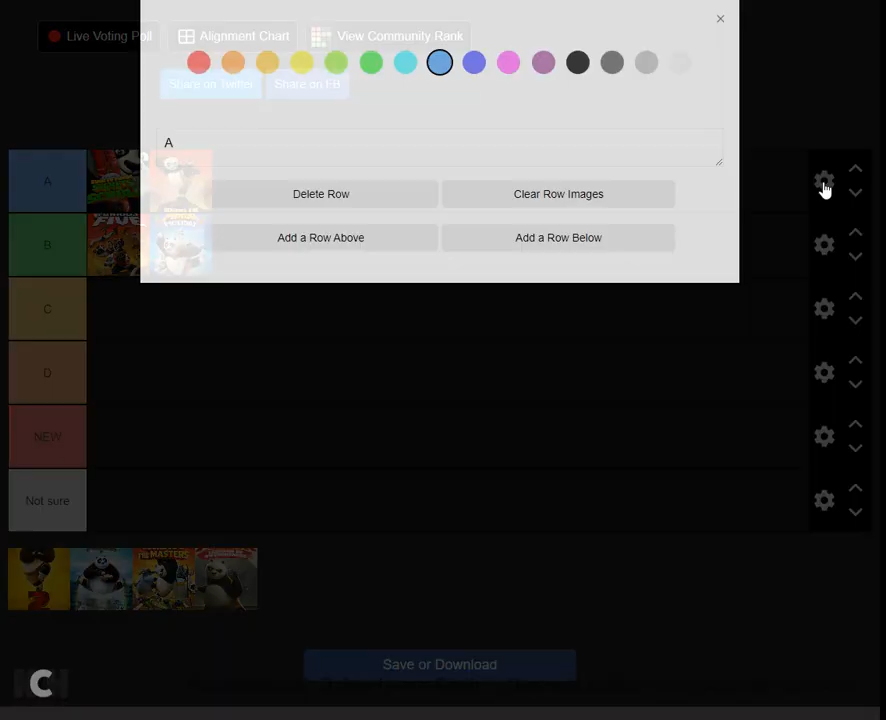 Live Voting Poll
Alignment Chart
View Community Rank
×
Share on Twitter
Share on FB
A
A
Delete Row
Clear Row Images
B
Add a Row Above
Add a Row Below
C
D
NEW
Not sure
MASTERS
Save or Download
C